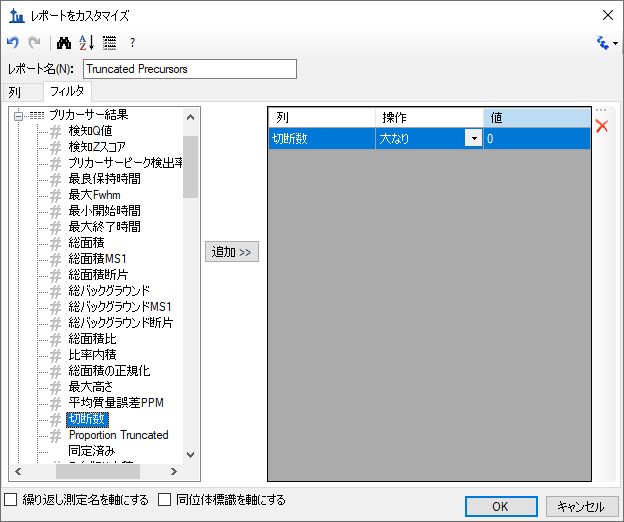 レポートをカスタマイズ
レポート名(N): Truncated Precursors
列 フィルタ
プリカーサー結果
検知Q値
検知Zスコア
プリカーサーピーク検出率
最良保持時間
最大Fwhm
最小開始時間
最大終了時間
総面積
総面積MS1
総面積断片
総バックグラウンド
総バックグラウンドMS1
総バックグラウンド断片
総面積比
比率内積
総面積の正規化
最大高さ
平均質量誤差PPM
切断数
Proportion Truncated
同定済み
追加 >>
列 操作 値
切断数 大なり 0
繰り返し測定名を軸にする 同位体標識を軸にする
OK キャンセル